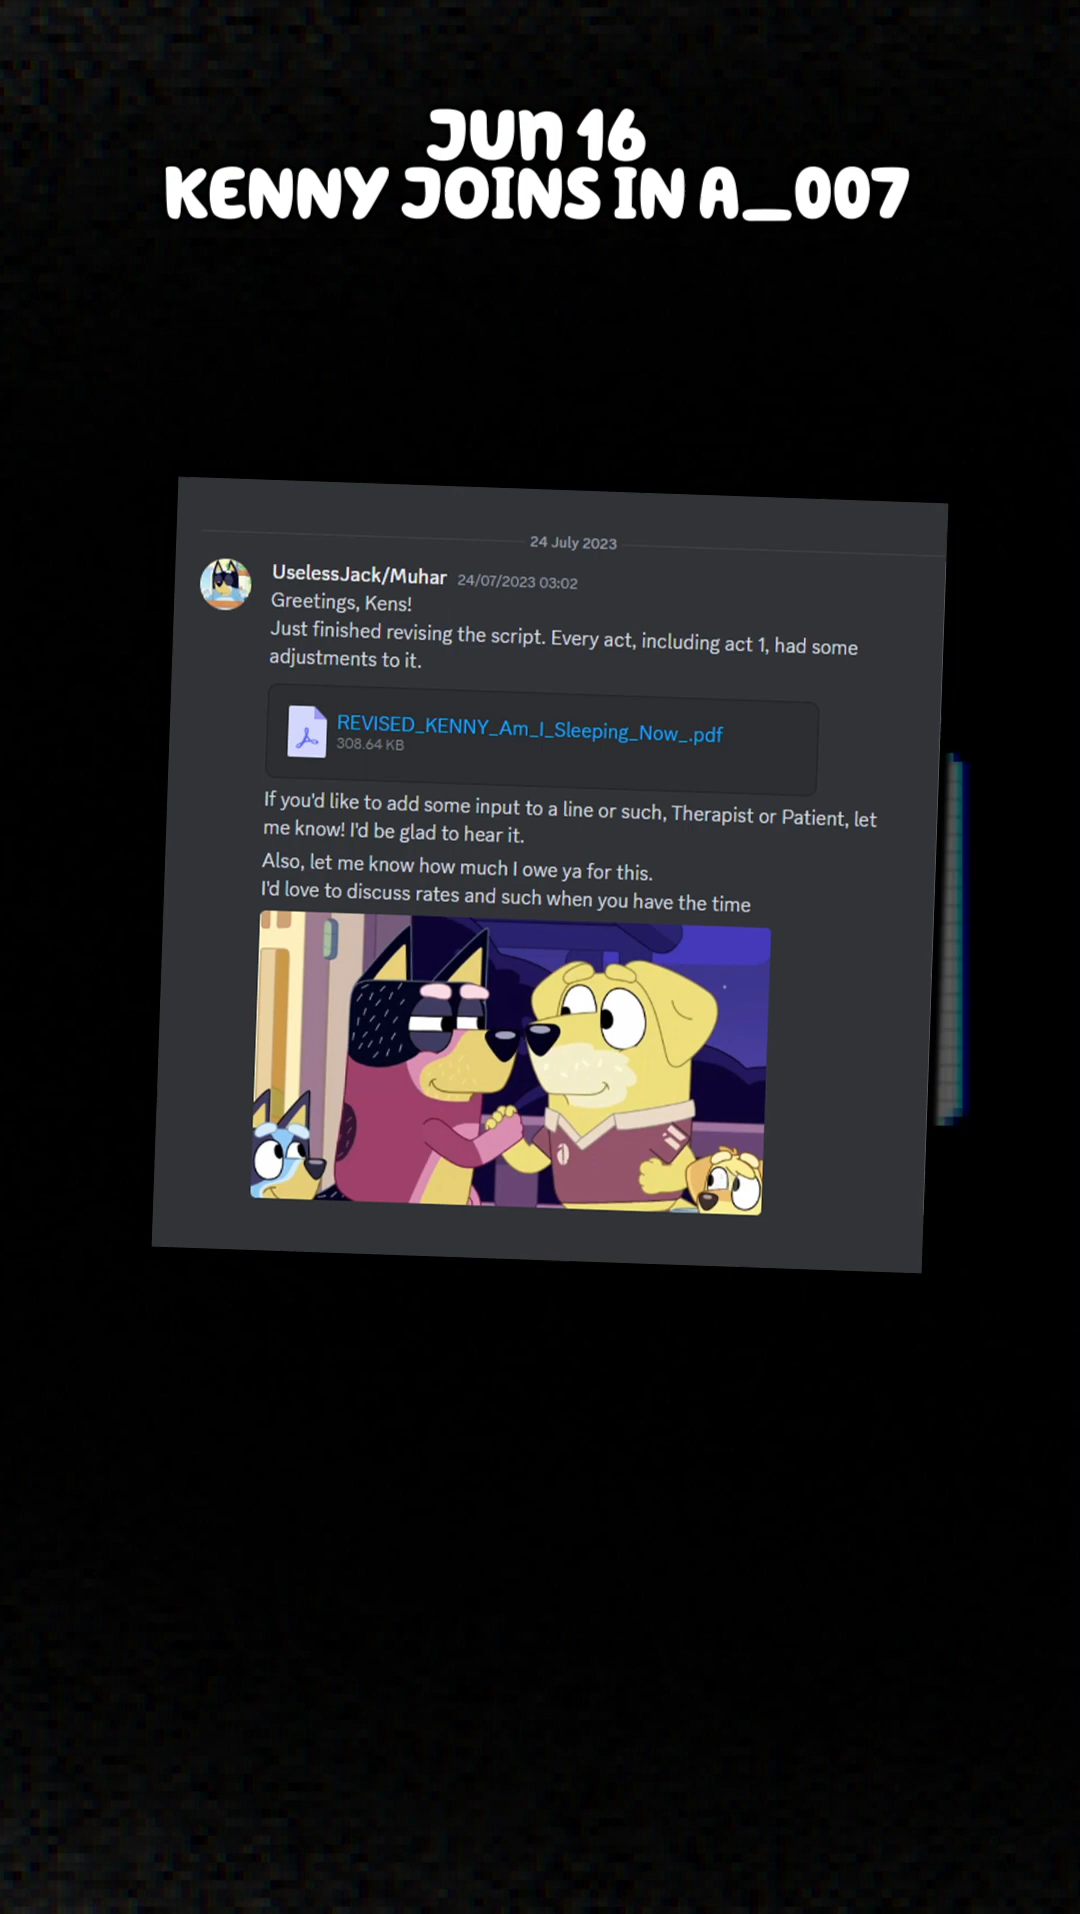 Jun 16
KENNY JOINS IN A_007
24 July 2023
UselessJack/Muhar 24/07/2023 03:02
Greetings, Kens!
Just finished revising the script. Every act, including act 1, had some
adjustments to it.
REVISED_KENNY_Am_I_Sleeping_Now_.pdf
308.64 KB
If you'd like to add some input to a line or such, Therapist or Patient, let
me know! I'd be glad to hear it.
Also, let me know how much I owe ya for this.
I'd love to discuss rates and such when you have the time